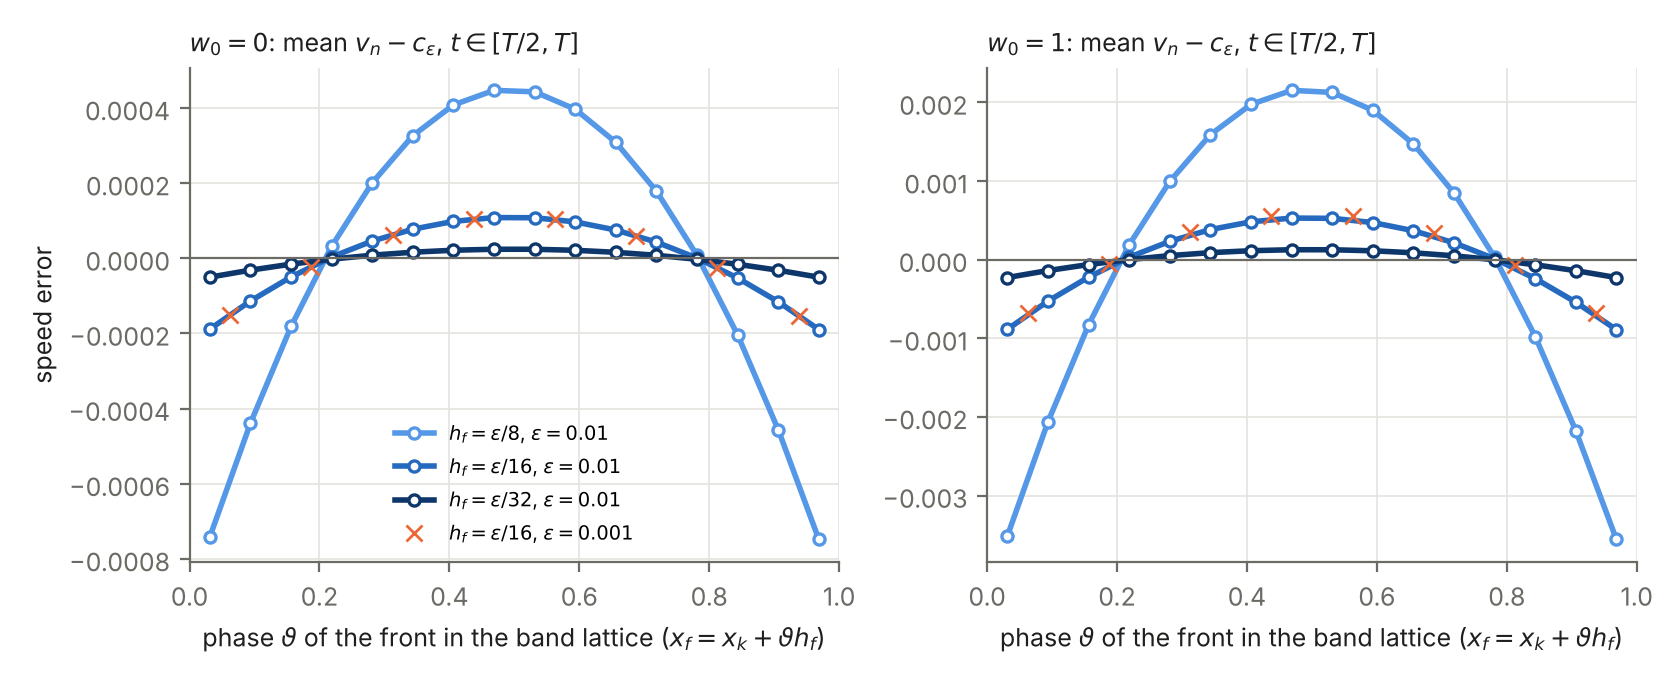 w₀ = 0: mean vₙ − c_ε, t ∈ [T/2, T]
speed error
0.0004
0.0002
0.0000
−0.0002
−0.0004
−0.0006
−0.0008
h_f = ε/8, ε = 0.01
h_f = ε/16, ε = 0.01
h_f = ε/32, ε = 0.01
h_f = ε/16, ε = 0.001
0.0 0.2 0.4 0.6 0.8 1.0
phase ϑ of the front in the band lattice (x_f = x_k + ϑh_f)
w₀ = 1: mean vₙ − c_ε, t ∈ [T/2, T]
0.002
0.001
0.000
−0.001
−0.002
−0.003
0.0 0.2 0.4 0.6 0.8 1.0
phase ϑ of the front in the band lattice (x_f = x_k + ϑh_f)